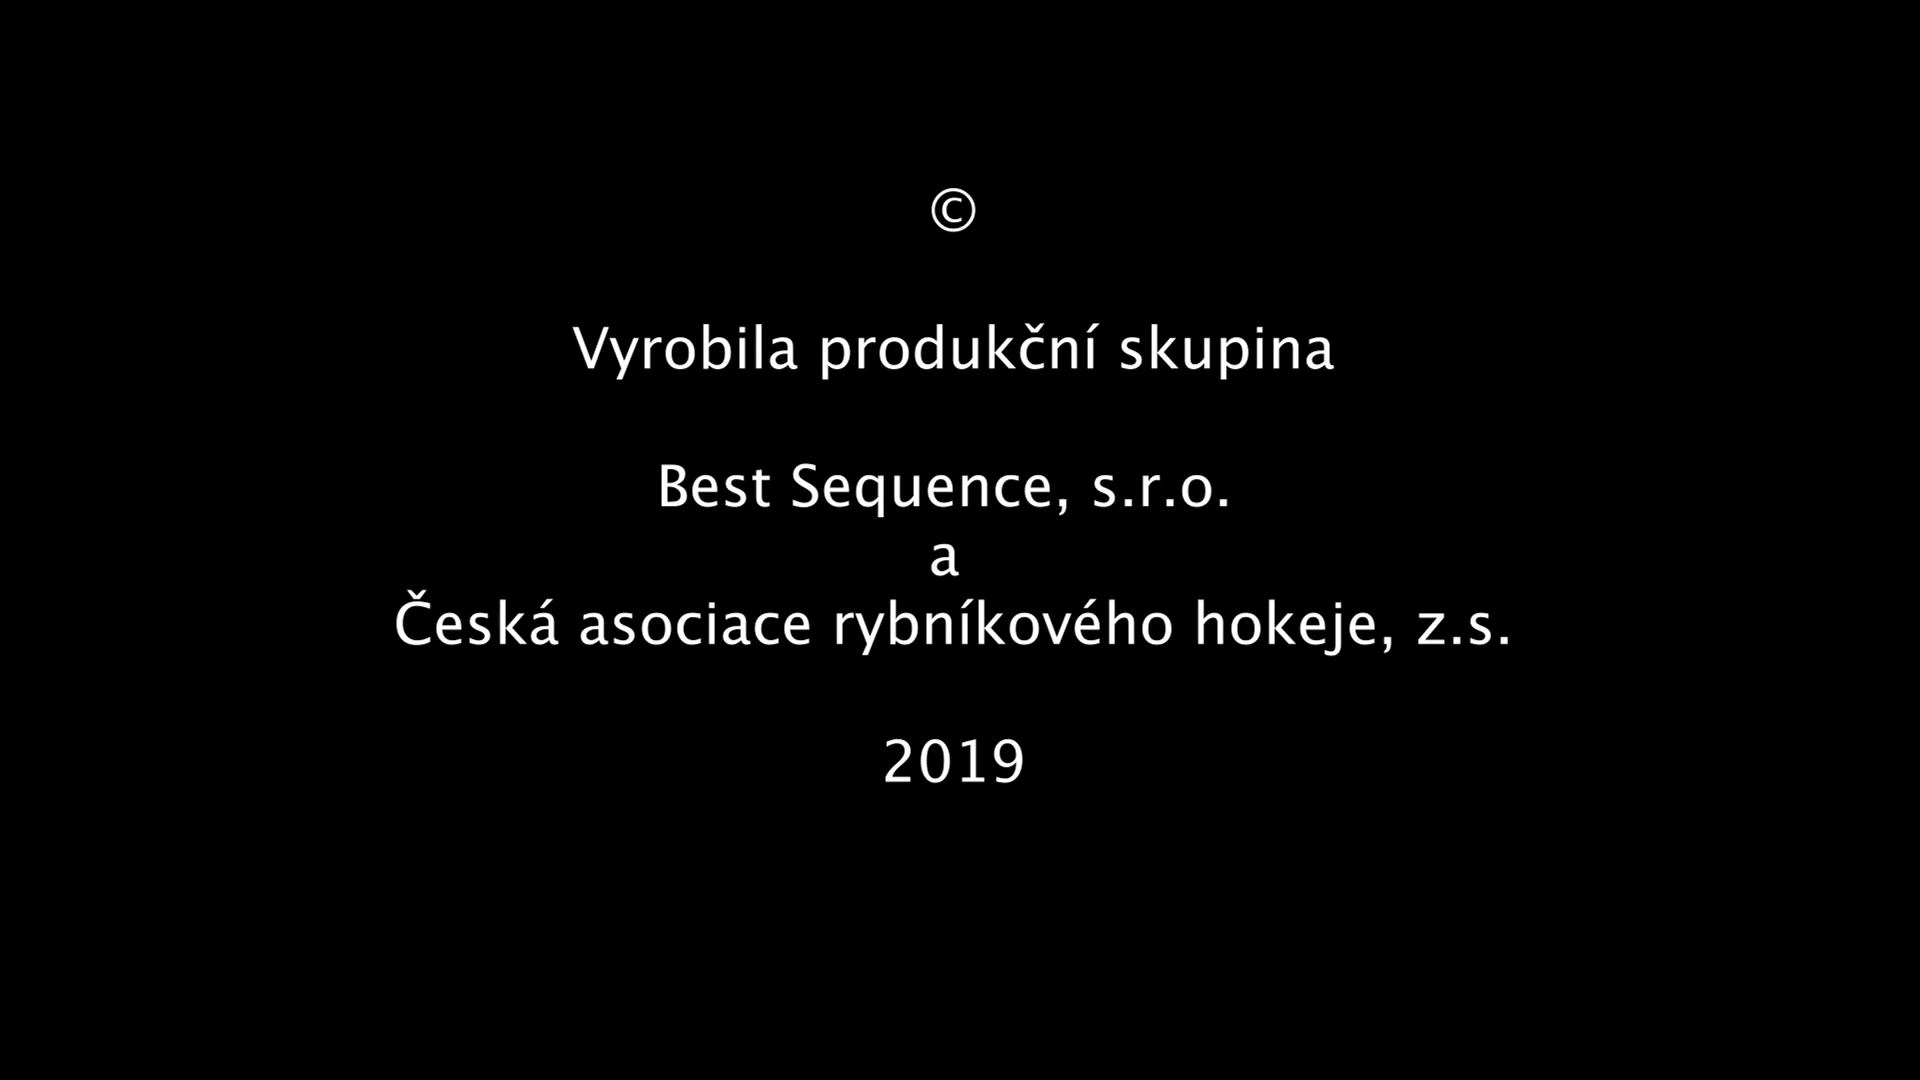 ©
Vyrobila produkční skupina
Best Sequence, s.r.o.
a
Česká asociace rybníkového hokeje, z.s.
2019